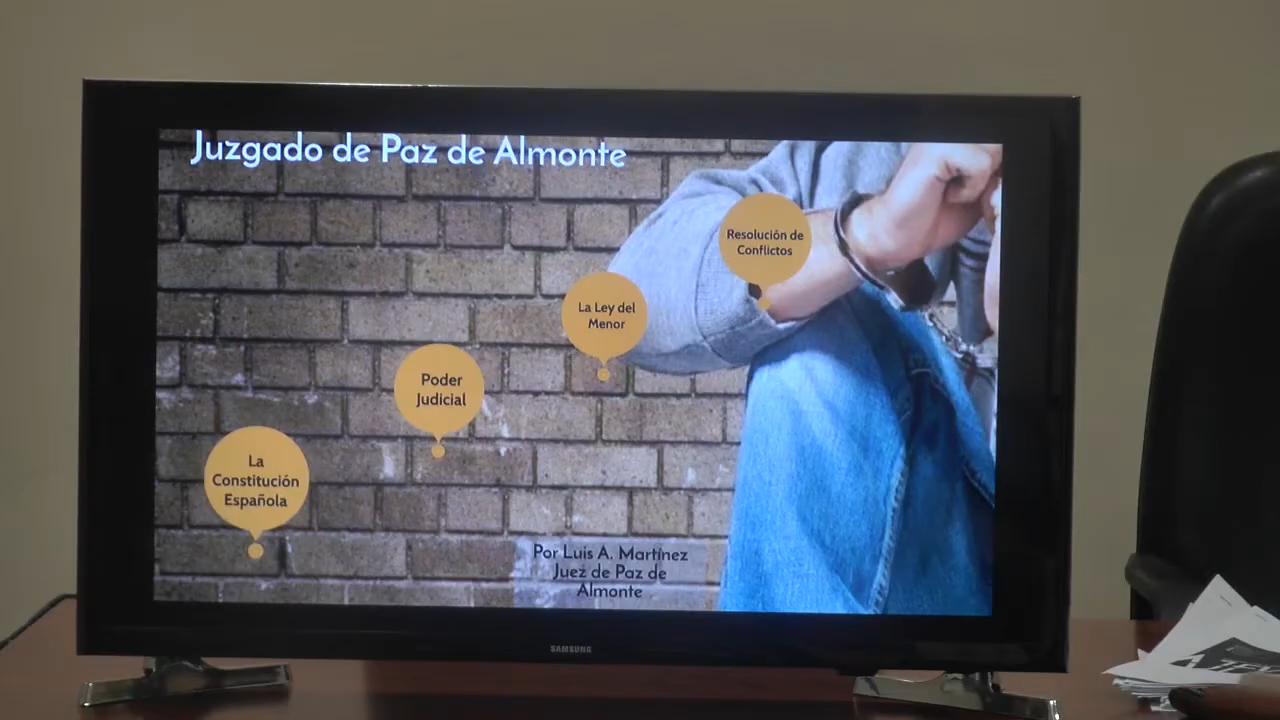 Juzgado de Paz de Almonte
Resolución de
Conflictos
La Ley del
Menor
Poder
Judicial
La
Constitución
Española
Por Luis A. Martínez
Juez de Paz de
Almonte
SAMSUNG